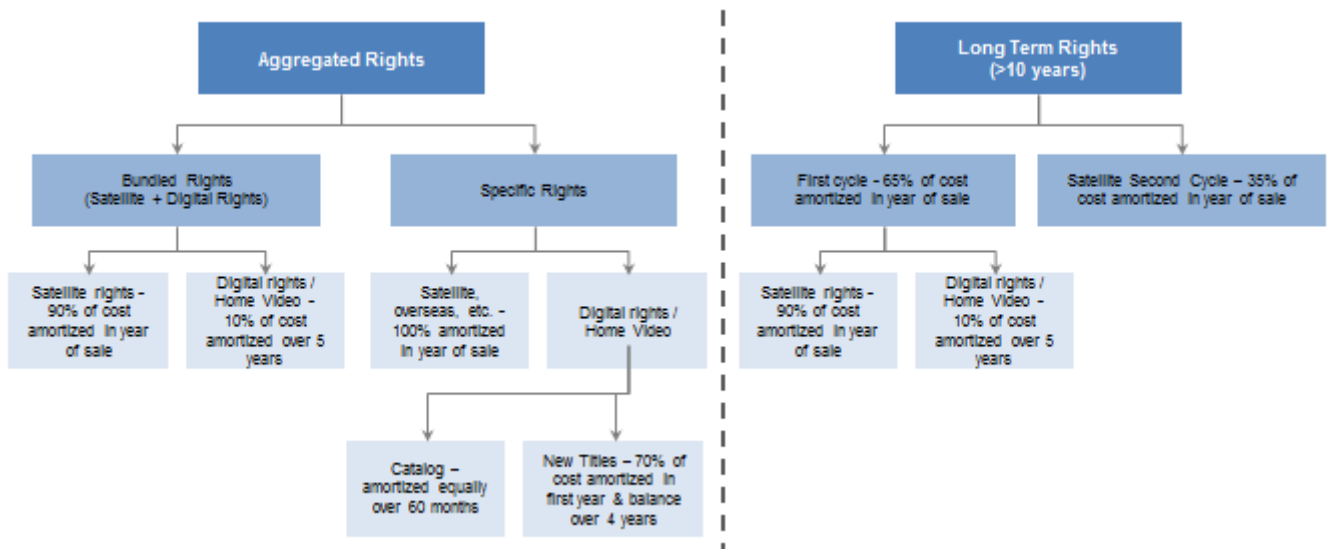 Aggregated Rights
Bundled Rights
(Satellite + Digital Rights)
Specific Rights
Satellite rights –
90% of cost
amortized in year
of sale
Digital rights /
Home Video –
10% of cost
amortized over 5
years
Satellite,
overseas, etc. –
100% amortized
in year of sale
Digital rights /
Home Video
Catalog –
amortized equally
over 60 months
New Titles – 70% of
cost amortized in
first year & balance
over 4 years
Long Term Rights
(>10 years)
First cycle - 65% of cost
amortized in year of sale
Satellite Second Cycle – 35% of
cost amortized in year of sale
Satellite rights –
90% of cost
amortized in year
of sale
Digital rights /
Home Video –
10% of cost
amortized over 5
years